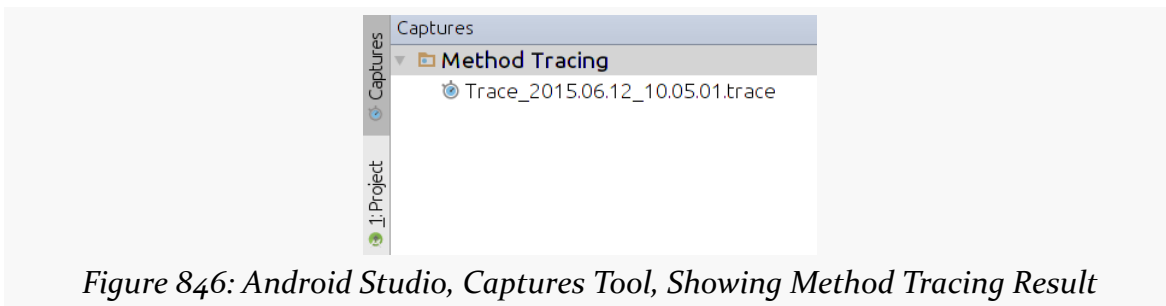 Captures
Captures
Method Tracing
Trace_2015.06.12_10.05.01.trace
1: Project
Figure 846: Android Studio, Captures Tool, Showing Method Tracing Result